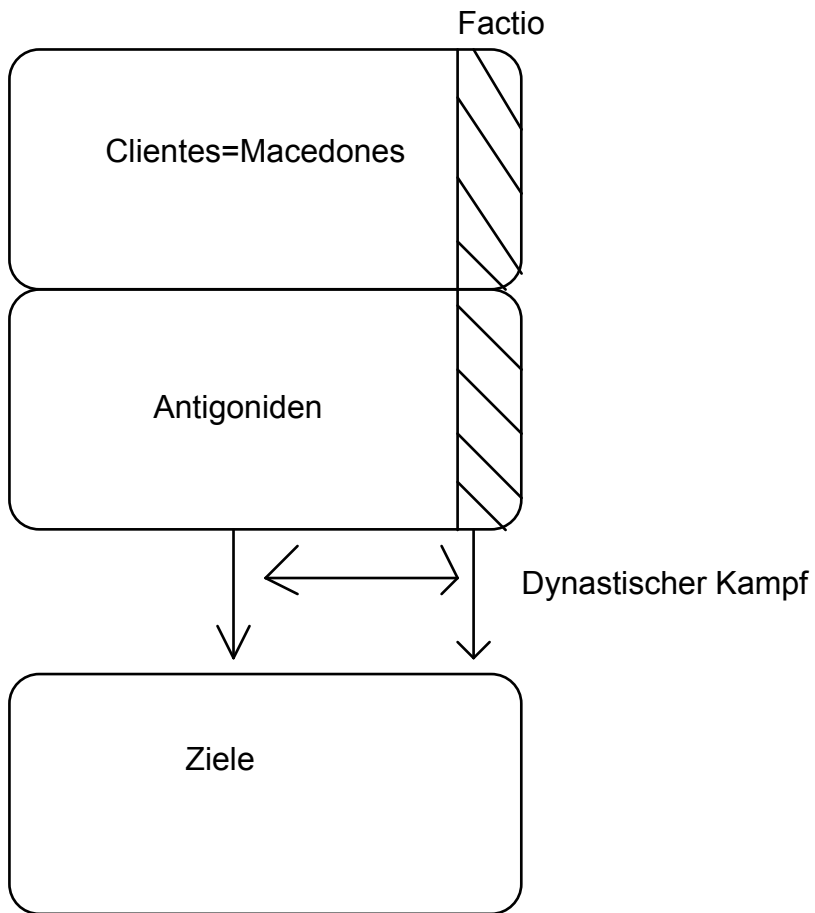 Factio
Clientes=Macedones
Antigoniden
Dynastischer Kampf
Ziele